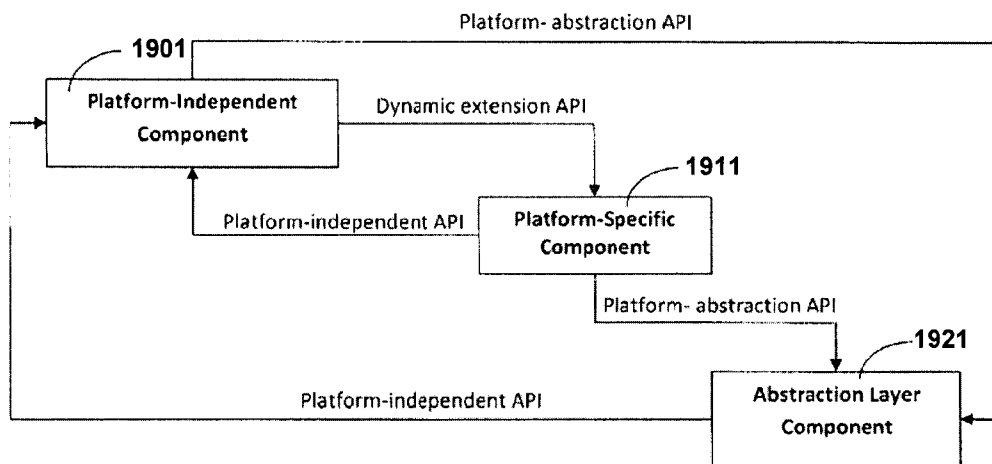 Platform- abstraction API
1901
Platform-Independent
Component
Dynamic extension API
1911
Platform-independent API
Platform-Specific
Component
Platform- abstraction API
1921
Platform-independent API
Abstraction Layer
Component